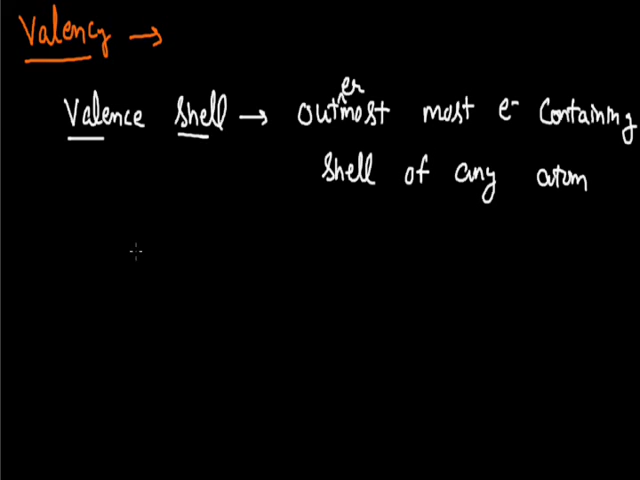 Valency →
Valence Shell → Outermost most e- Containing
Shell of any atom